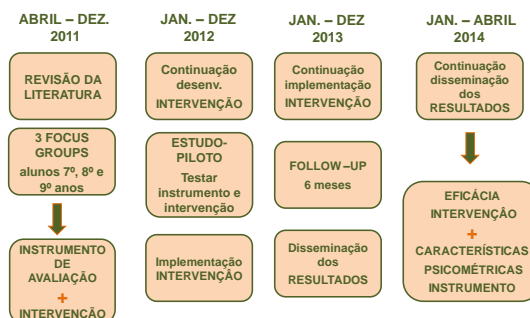 ABRIL – DEZ.
2011
REVISÃO DA
LITERATURA
3 FOCUS
GROUPS
alunos 7º, 8º e
9º anos
INSTRUMENTO
DE
AVALIAÇÃO
+
INTERVENÇÃO
JAN. – DEZ
2012
Continuação
desenv.
INTERVENÇÃO
ESTUDO-
PILOTO
Testar
instrumento e
intervenção
Implementação
INTERVENÇÃO
JAN. – DEZ
2013
Continuação
implementação
INTERVENÇÃO
FOLLOW –UP
6 meses
Disseminação
dos
RESULTADOS
JAN. – ABRIL
2014
Continuação
disseminação
dos
RESULTADOS
EFICÁCIA
INTERVENÇÃO
+
CARACTERÍSTICAS
PSICOMÉTRICAS
INSTRUMENTO